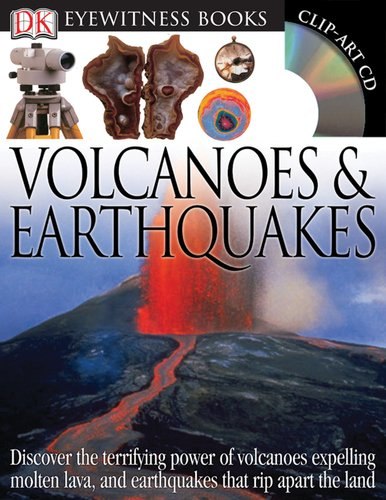 DK EYEWITNESS BOOKS
CLIP-ART CD
VOLCANOES &
EARTHQUAKES
Discover the terrifying power of volcanoes expelling
molten lava, and earthquakes that rip apart the land